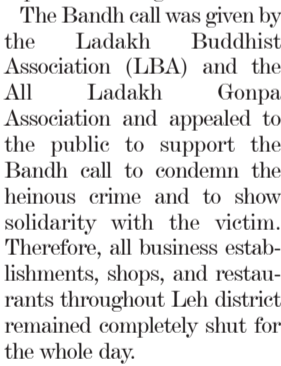 The Bandh call was given by
the Ladakh Buddhist
Association (LBA) and the
All Ladakh Gonpa
Association and appealed to
the public to support the
Bandh call to condemn the
heinous crime and to show
solidarity with the victim.
Therefore, all business estab-
lishments, shops, and restau-
rants throughout Leh district
remained completely shut for
the whole day.